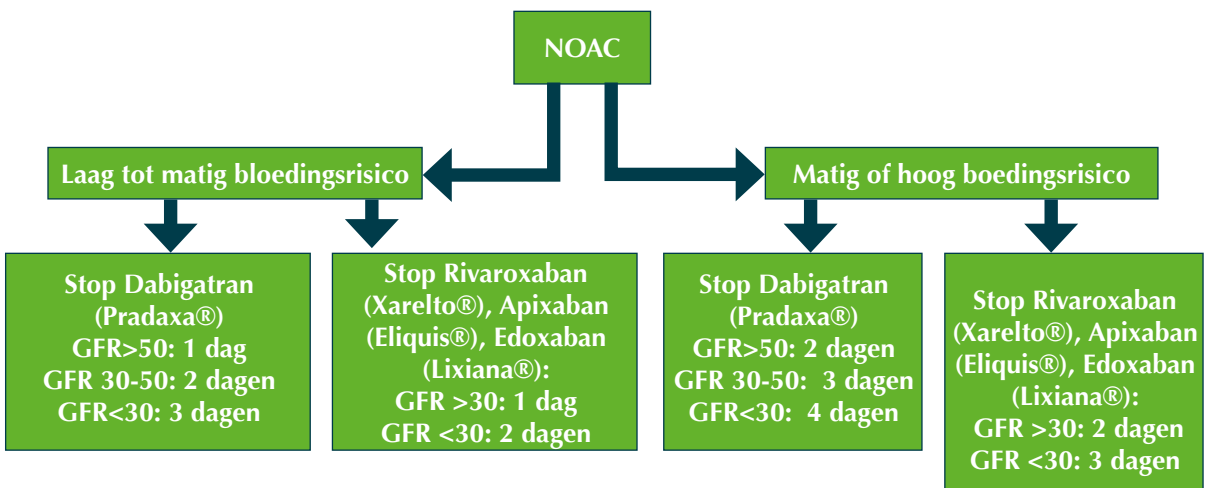 NOAC
Laag tot matig bloedingsrisico
Matig of hoog boedingsrisico
Stop Dabigatran
(Pradaxa®)
GFR>50: 1 dag
GFR 30-50: 2 dagen
GFR<30: 3 dagen
Stop Rivaroxaban
(Xarelto®), Apixaban
(Eliquis®), Edoxaban
(Lixiana®):
GFR >30: 1 dag
GFR <30: 2 dagen
Stop Dabigatran
(Pradaxa®)
GFR>50: 2 dagen
GFR 30-50: 3 dagen
GFR<30: 4 dagen
Stop Rivaroxaban
(Xarelto®), Apixaban
(Eliquis®), Edoxaban
(Lixiana®):
GFR >30: 2 dagen
GFR <30: 3 dagen